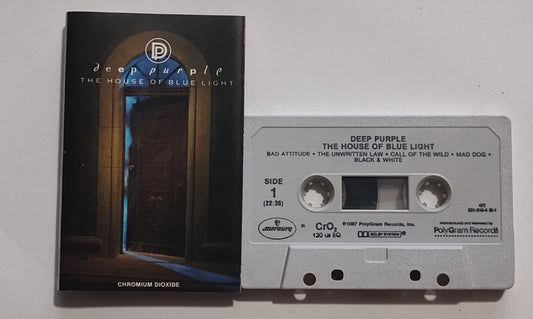 deep purple
THE HOUSE OF BLUE LIGHT
CHROMIUM DIOXIDE
DEEP PURPLE
THE HOUSE OF BLUE LIGHT
BAD ATTITUDE • THE UNWRITTEN LAW • CALL OF THE WILD • MAD DOG •
BLACK & WHITE
SIDE
1
(22:38)
mercury
CrO2
120 us EQ
©1987 PolyGram Records, Inc.
DOLBY SYSTEM
Manufactured and Marketed by
PolyGram Records